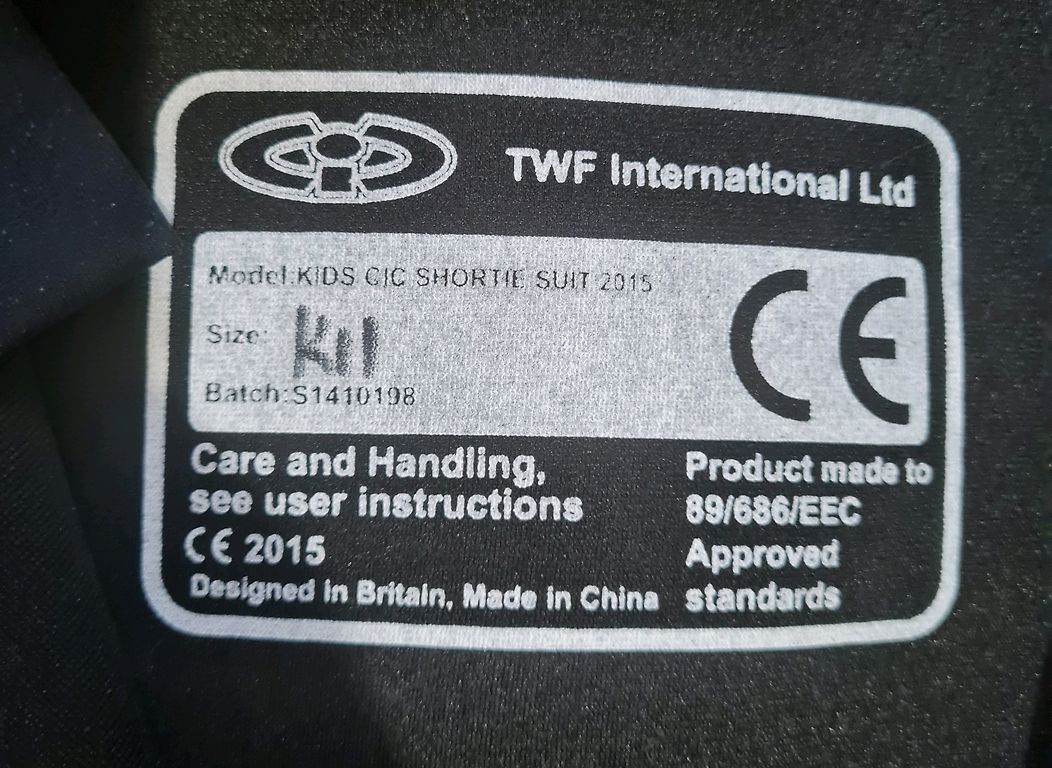 TWF International Ltd
Model:KIDS CIC SHORTIE SUIT 2015
Size: K11
Batch:S1410198
CE
Care and Handling,
see user instructions
CE 2015
Designed in Britain, Made in China
Product made to
89/686/EEC
Approved
standards